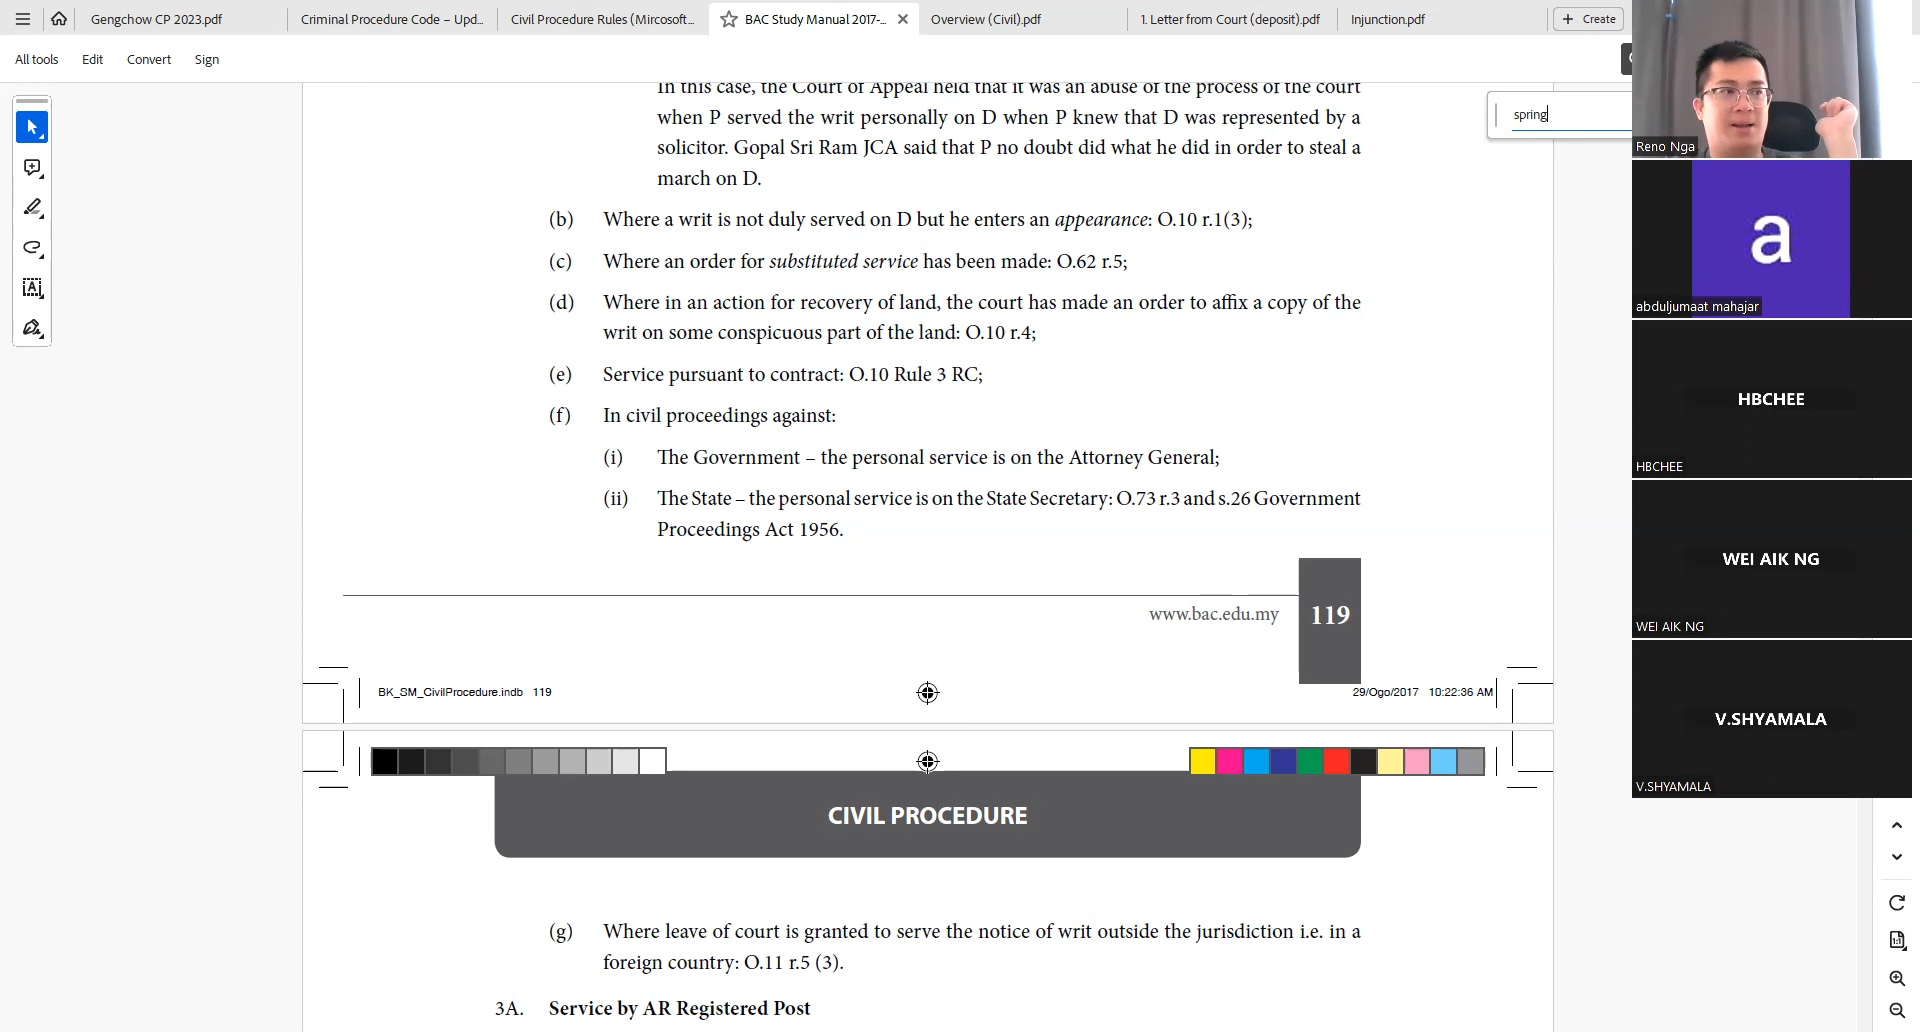 Gengchow CP 2023.pdf
Criminal Procedure Code – Upd...
Civil Procedure Rules (Mircosoft...
BAC Study Manual 2017-...
Overview (Civil).pdf
1. Letter from Court (deposit).pdf
Injunction.pdf
Create
All tools
Edit
Convert
Sign
spring
In this case, the Court of Appeal held that it was an abuse of the process of the court
when P served the writ personally on D when P knew that D was represented by a
solicitor. Gopal Sri Ram JCA said that P no doubt did what he did in order to steal a
march on D.
(b) Where a writ is not duly served on D but he enters an appearance: O.10 r.1(3);
(c) Where an order for substituted service has been made: O.62 r.5;
(d) Where in an action for recovery of land, the court has made an order to affix a copy of the
writ on some conspicuous part of the land: O.10 r.4;
(e) Service pursuant to contract: O.10 Rule 3 RC;
(f) In civil proceedings against:
(i) The Government – the personal service is on the Attorney General;
(ii) The State – the personal service is on the State Secretary: O.73 r.3 and s.26 Government
Proceedings Act 1956.
www.bac.edu.my 119
BK_SM_CivilProcedure.indb 119
29/Ogo/2017 10:22:36 AM
CIVIL PROCEDURE
(g) Where leave of court is granted to serve the notice of writ outside the jurisdiction i.e. in a
foreign country: O.11 r.5 (3).
3A. Service by AR Registered Post
Reno Nga
a
abduljumaat mahajar
HBCHEE
HBCHEE
WEI AIK NG
WEI AIK NG
V.SHYAMALA
V.SHYAMALA